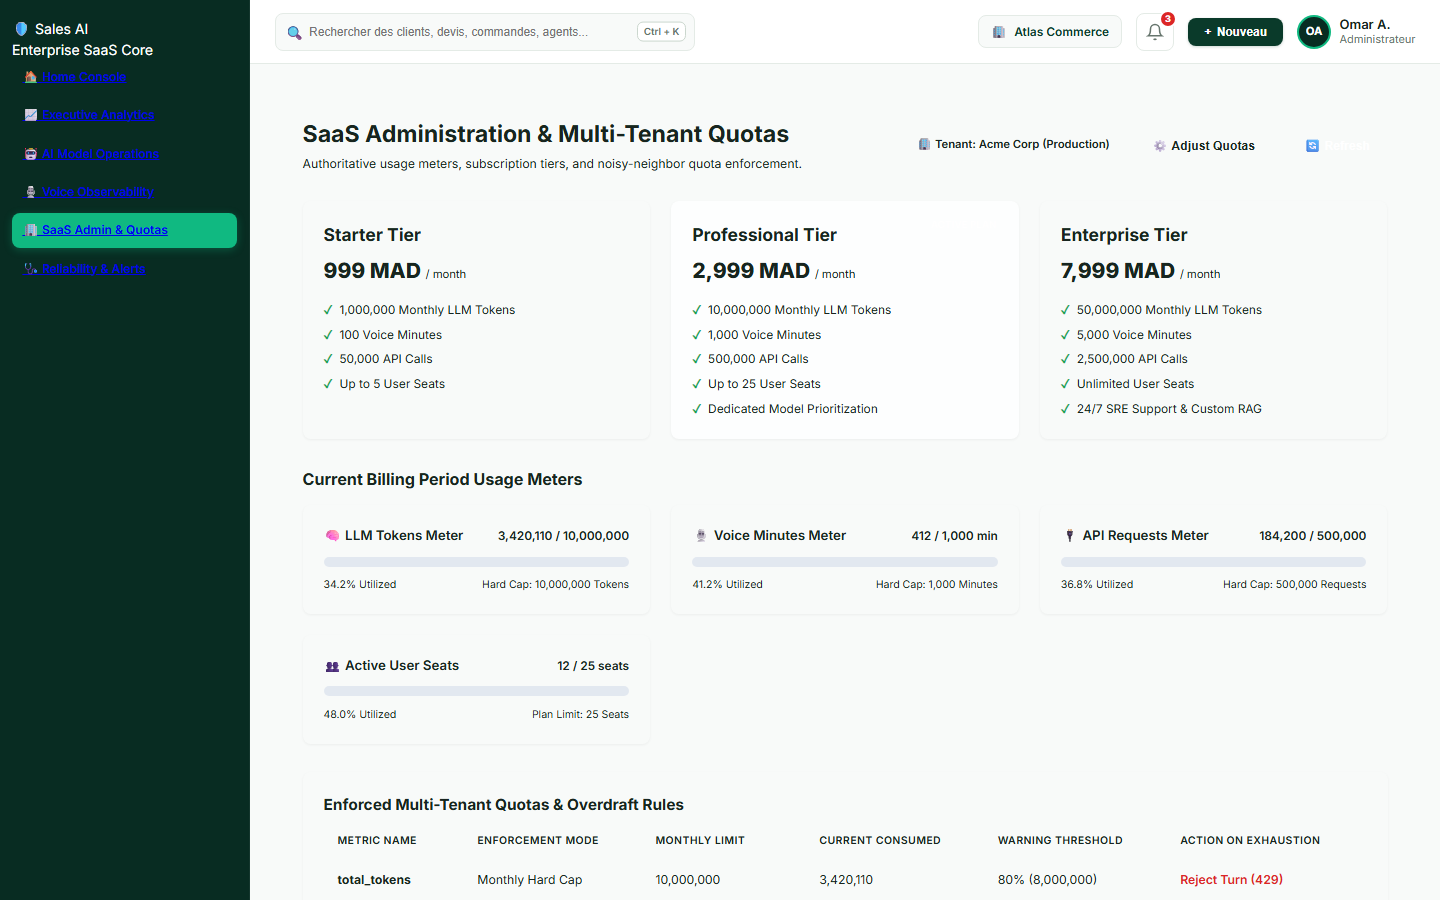 Sales AI
Enterprise SaaS Core
Home Console
Executive Analytics
AI Model Operations
Voice Observability
SaaS Admin & Quotas
Reliability & Alerts
Rechercher des clients, devis, commandes, agents...
Ctrl + K
Atlas Commerce
3
+ Nouveau
OA
Omar A.
Administrateur
SaaS Administration & Multi-Tenant Quotas
Authoritative usage meters, subscription tiers, and noisy-neighbor quota enforcement.
Tenant: Acme Corp (Production)
Adjust Quotas
Refresh
Starter Tier
999 MAD / month
✓ 1,000,000 Monthly LLM Tokens
✓ 100 Voice Minutes
✓ 50,000 API Calls
✓ Up to 5 User Seats
Professional Tier
2,999 MAD / month
✓ 10,000,000 Monthly LLM Tokens
✓ 1,000 Voice Minutes
✓ 500,000 API Calls
✓ Up to 25 User Seats
✓ Dedicated Model Prioritization
Enterprise Tier
7,999 MAD / month
✓ 50,000,000 Monthly LLM Tokens
✓ 5,000 Voice Minutes
✓ 2,500,000 API Calls
✓ Unlimited User Seats
✓ 24/7 SRE Support & Custom RAG
Current Billing Period Usage Meters
LLM Tokens Meter 3,420,110 / 10,000,000
34.2% Utilized Hard Cap: 10,000,000 Tokens
Voice Minutes Meter 412 / 1,000 min
41.2% Utilized Hard Cap: 1,000 Minutes
API Requests Meter 184,200 / 500,000
36.8% Utilized Hard Cap: 500,000 Requests
Active User Seats 12 / 25 seats
48.0% Utilized Plan Limit: 25 Seats
Enforced Multi-Tenant Quotas & Overdraft Rules
METRIC NAME ENFORCEMENT MODE MONTHLY LIMIT CURRENT CONSUMED WARNING THRESHOLD ACTION ON EXHAUSTION
total_tokens Monthly Hard Cap 10,000,000 3,420,110 80% (8,000,000) Reject Turn (429)